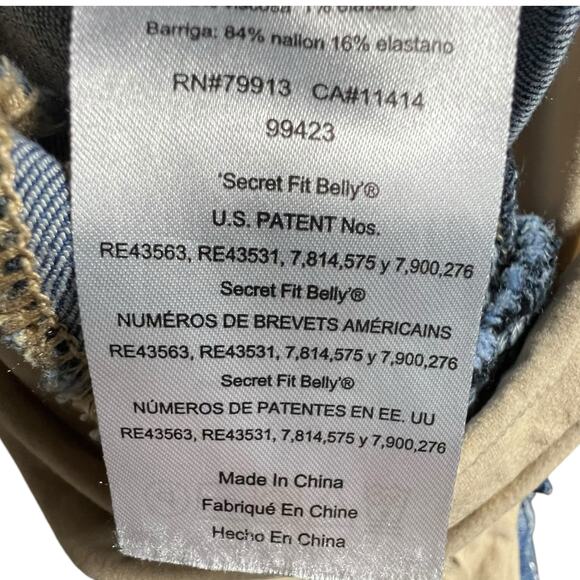 viscosa 1% elastano
Barriga: 84% nailon 16% elastano
RN#79913 CA#11414
99423
'Secret Fit Belly'®
U.S. PATENT Nos.
RE43563, RE43531, 7,814,575 y 7,900,276
Secret Fit Belly'®
NUMÉROS DE BREVETS AMÉRICAINS
RE43563, RE43531, 7,814,575 y 7,900,276
Secret Fit Belly'®
NÚMEROS DE PATENTES EN EE. UU
RE43563, RE43531, 7,814,575 y 7,900,276
Made In China
Fabriqué En Chine
Hecho En China